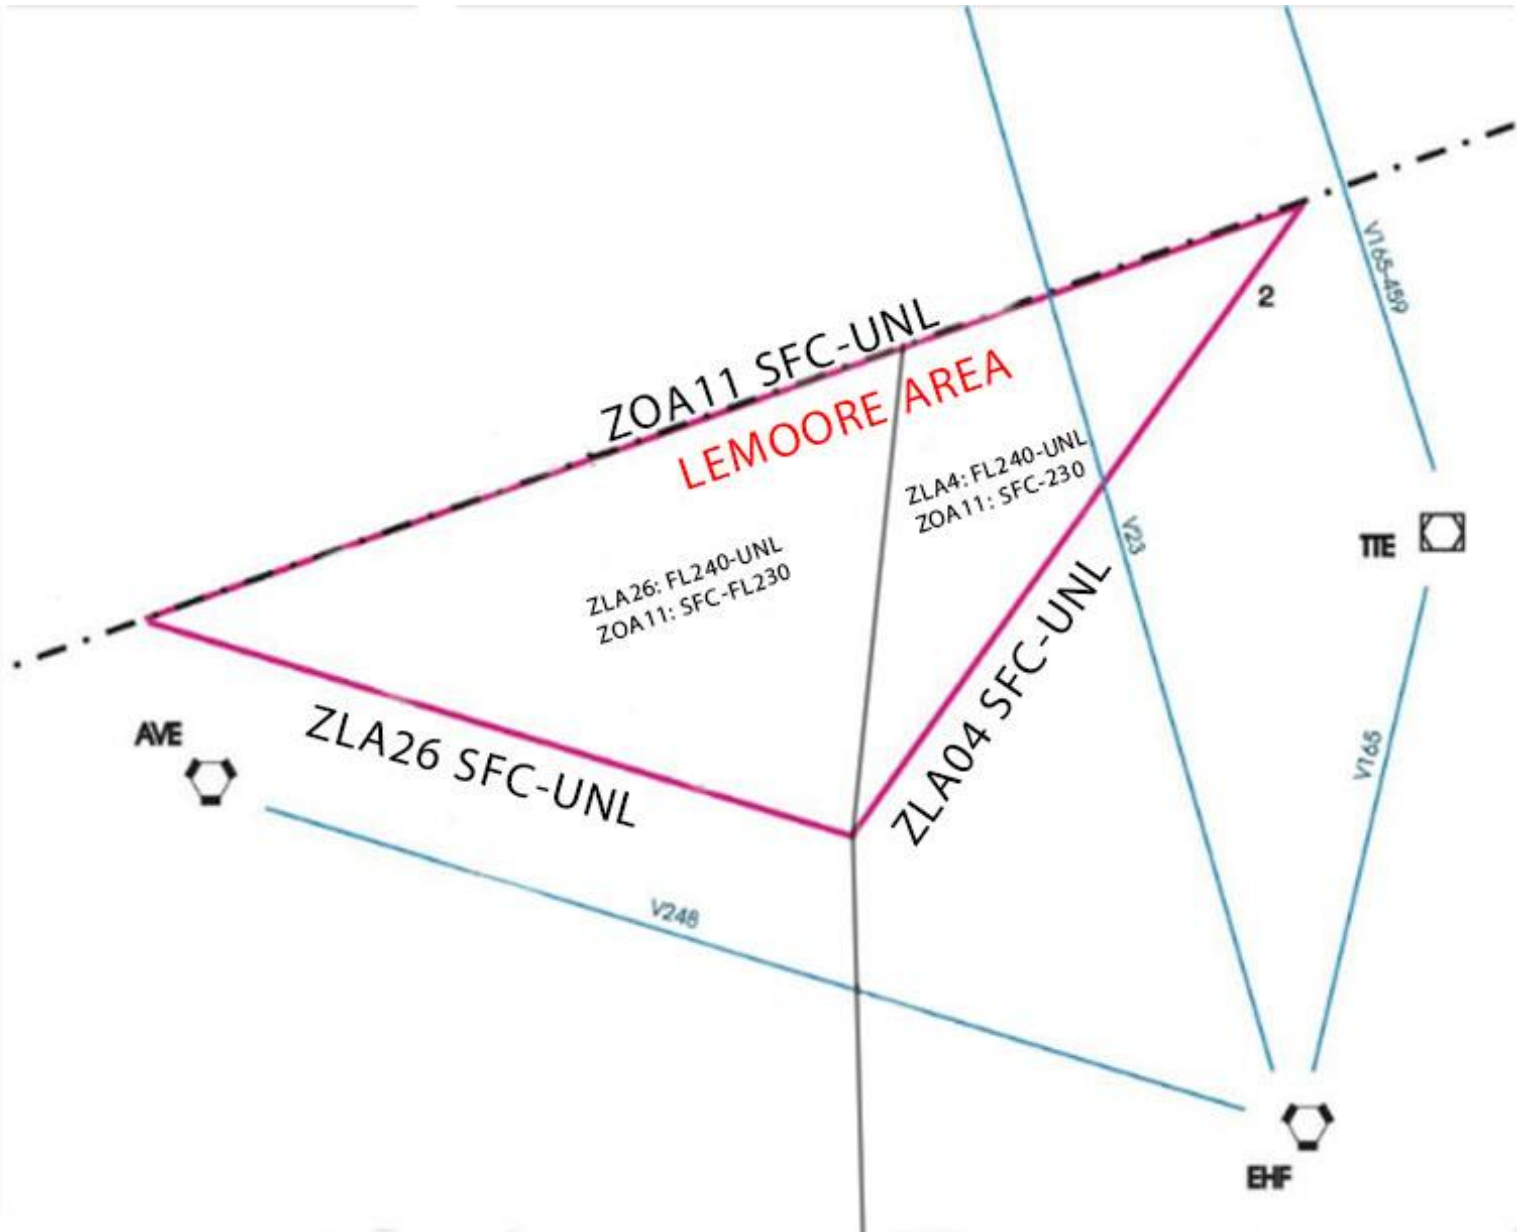 V165-459
2
ZOA11 SFC-UNL
LEMOORE AREA
ZLA4: FL240-UNL
ZOA11: SFC-230
V23
TTE
ZLA26: FL240-UNL
ZOA11: SFC-FL230
ZLA04 SFC-UNL
AVE
ZLA26 SFC-UNL
V165
V248
EHF